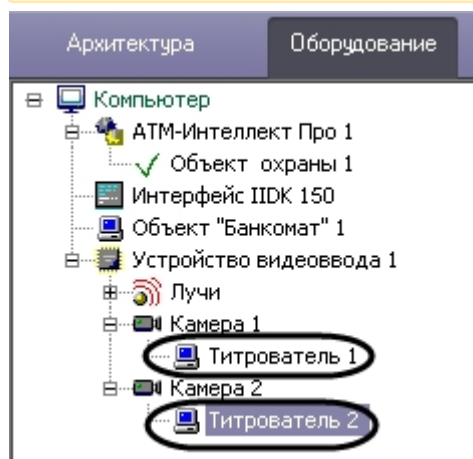 Архитектура Оборудование
Компьютер
АТМ-Интеллект Про 1
Объект охраны 1
Интерфейс IIDK 150
Объект "Банкомат" 1
Устройство видеоввода 1
Лучи
Камера 1
Титрователь 1
Камера 2
Титрователь 2